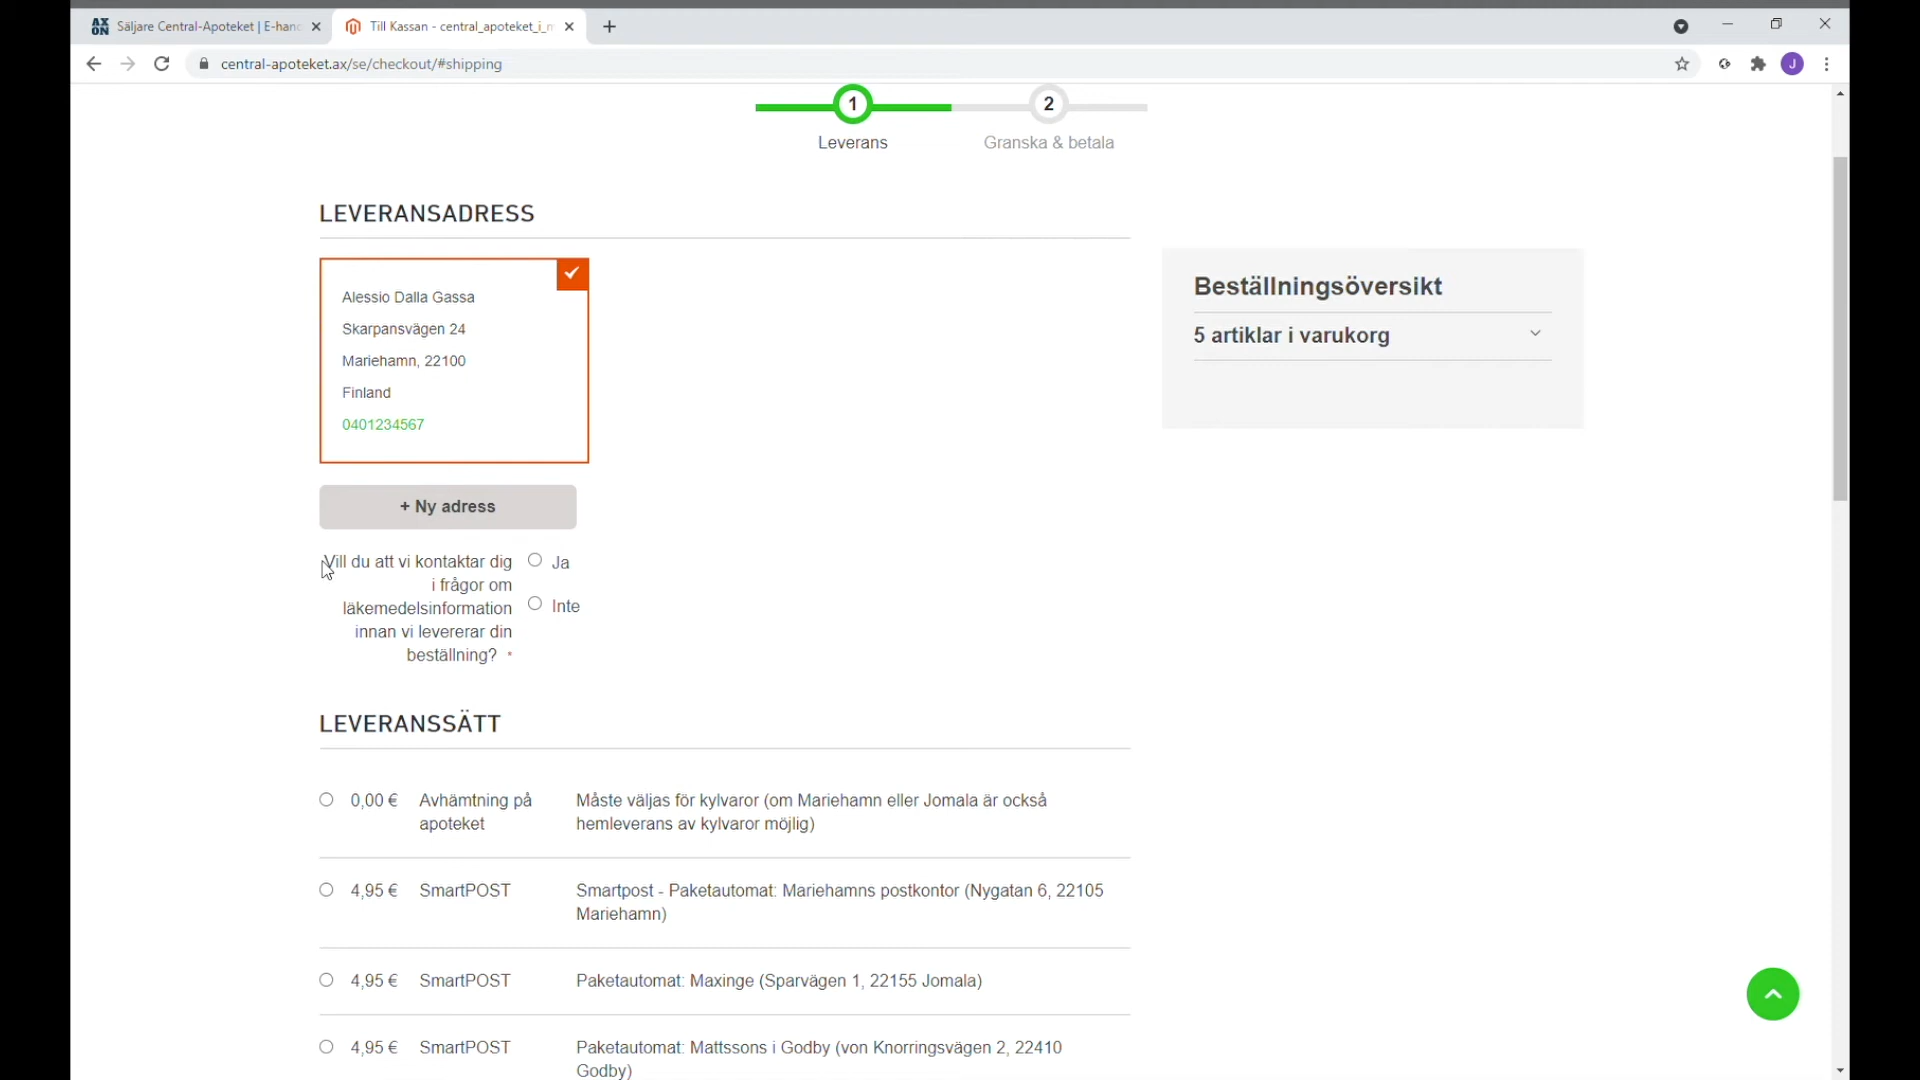 AX
ON
Säljare Central-Apoteket | E-hand
Till Kassan - central_apoteket_i_m
central-apoteket.ax/se/checkout/#shipping
J
1
2
Leverans
Granska & betala
LEVERANSADRESS
Alessio Dalla Gassa
Skarpansvägen 24
Mariehamn, 22100
Finland
0401234567
Beställningsöversikt
5 artiklar i varukorg
+ Ny adress
Vill du att vi kontaktar dig
i frågor om
läkemedelsinformation
innan vi levererar din
beställning? *
Ja
Inte
LEVERANSSÄTT
0,00 € Avhämtning på
apoteket
Måste väljas för kylvaror (om Mariehamn eller Jomala är också
hemleverans av kylvaror möjlig)
4,95 € SmartPOST Smartpost - Paketautomat: Mariehamns postkontor (Nygatan 6, 22105
Mariehamn)
4,95 € SmartPOST Paketautomat: Maxinge (Sparvägen 1, 22155 Jomala)
4,95 € SmartPOST Paketautomat: Mattssons i Godby (von Knorringsvägen 2, 22410
Godby)